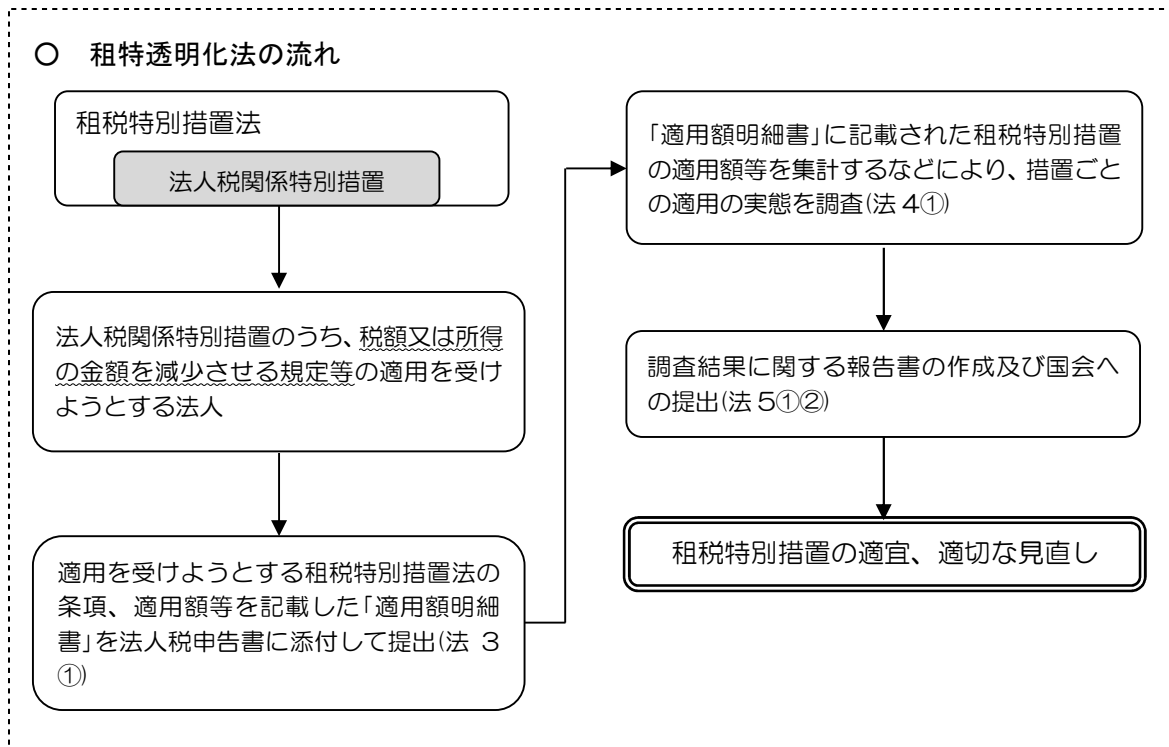 ○　租特透明化法の流れ
租税特別措置法
法人税関係特別措置
法人税関係特別措置のうち、税額又は所得
の金額を減少させる規定等の適用を受け
ようとする法人
適用を受けようとする租税特別措置法の
条項、適用額等を記載した「適用額明細
書」を法人税申告書に添付して提出(法 3
①)
「適用額明細書」に記載された租税特別措置
の適用額等を集計するなどにより、措置ごと
の適用の実態を調査(法 4①)
調査結果に関する報告書の作成及び国会へ
の提出(法 5①②)
租税特別措置の適宜、適切な見直し